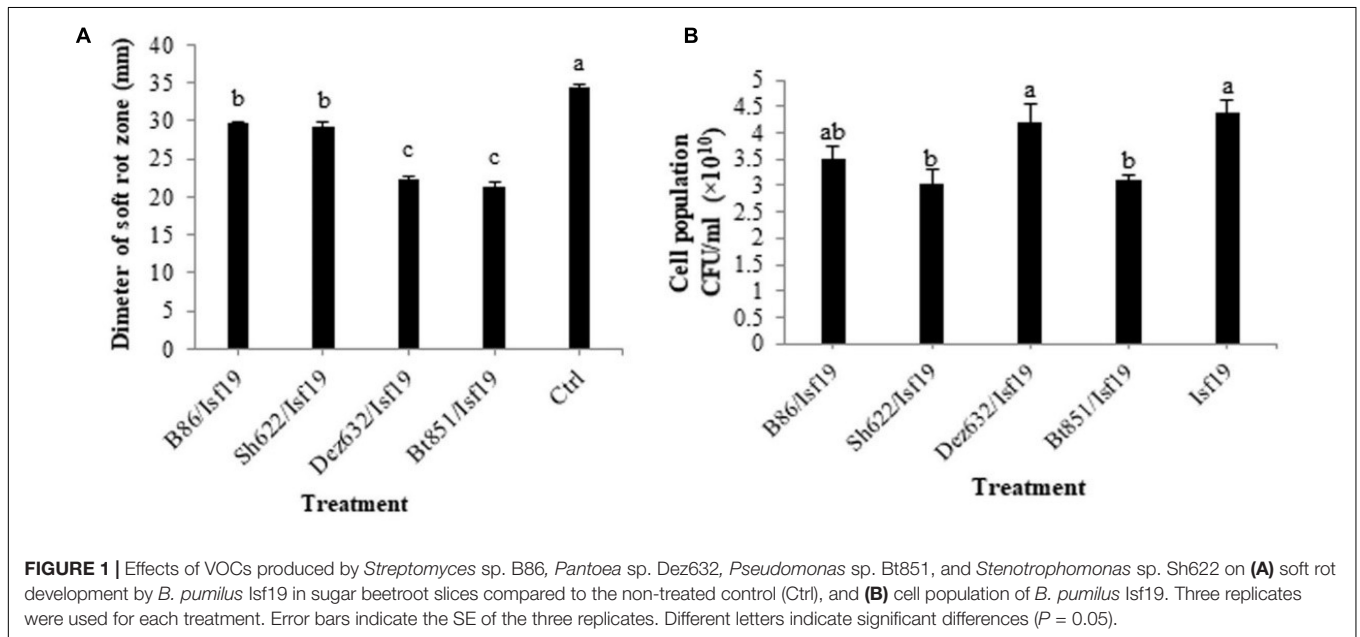 A
Dimeter of soft rot zone (mm)
40
35
30
25
20
15
10
5
0
b
b
c
c
a
B86/Isf19
Sh622/Isf19
Dez632/Isf19
Bt851/Isf19
Ctrl
Treatment
B
Cell population
CFU/ml (×10¹⁰)
5
4.5
4
3.5
3
2.5
2
1.5
1
0.5
0
ab
b
a
b
a
B86/Isf19
Sh622/Isf19
Dez632/Isf19
Bt851/Isf19
Isf19
Treatment
FIGURE 1 | Effects of VOCs produced by Streptomyces sp. B86, Pantoea sp. Dez632, Pseudomonas sp. Bt851, and Stenotrophomonas sp. Sh622 on (A) soft rot
development by B. pumilus Isf19 in sugar beetroot slices compared to the non-treated control (Ctrl), and (B) cell population of B. pumilus Isf19. Three replicates
were used for each treatment. Error bars indicate the SE of the three replicates. Different letters indicate significant differences (P = 0.05).